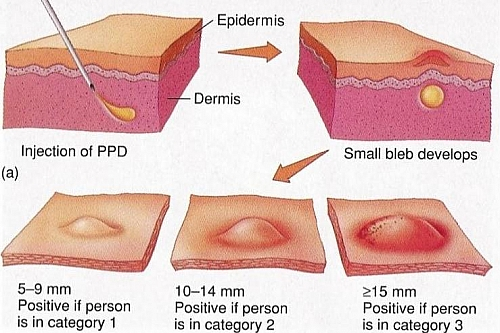 Epidermis
Dermis
Injection of PPD
Small bleb develops
(a)
5–9 mm
Positive if person
is in category 1
10–14 mm
Positive if person
is in category 2
≥15 mm
Positive if person
is in category 3